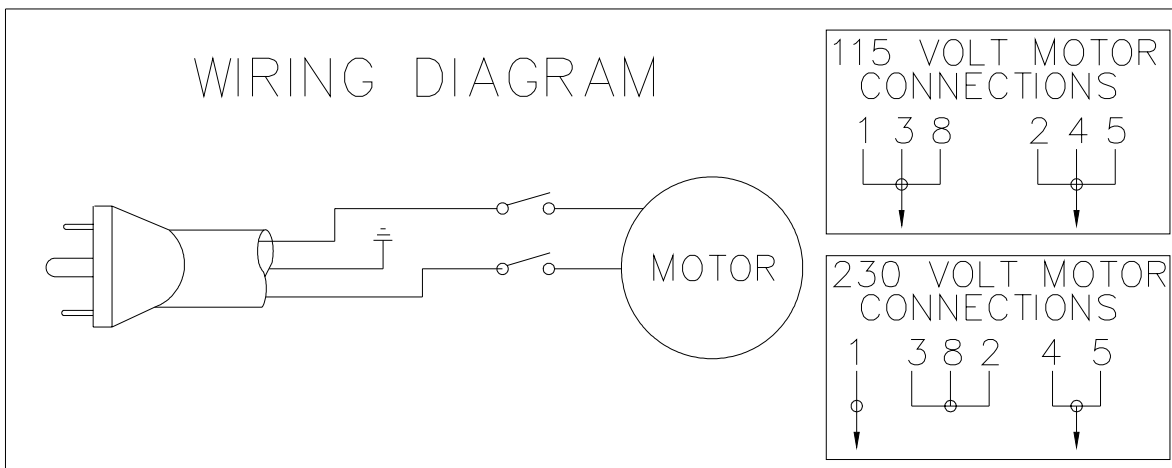 WIRING DIAGRAM
MOTOR
115 VOLT MOTOR
CONNECTIONS
1 3 8 2 4 5
230 VOLT MOTOR
CONNECTIONS
1 3 8 2 4 5